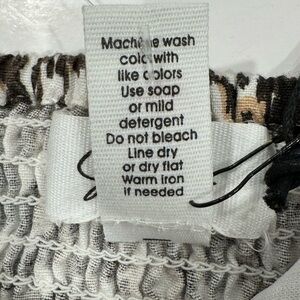 Machine wash
cold with
like colors
Use soap
or mild
detergent
Do not bleach
Line dry
or dry flat
Warm iron
if needed